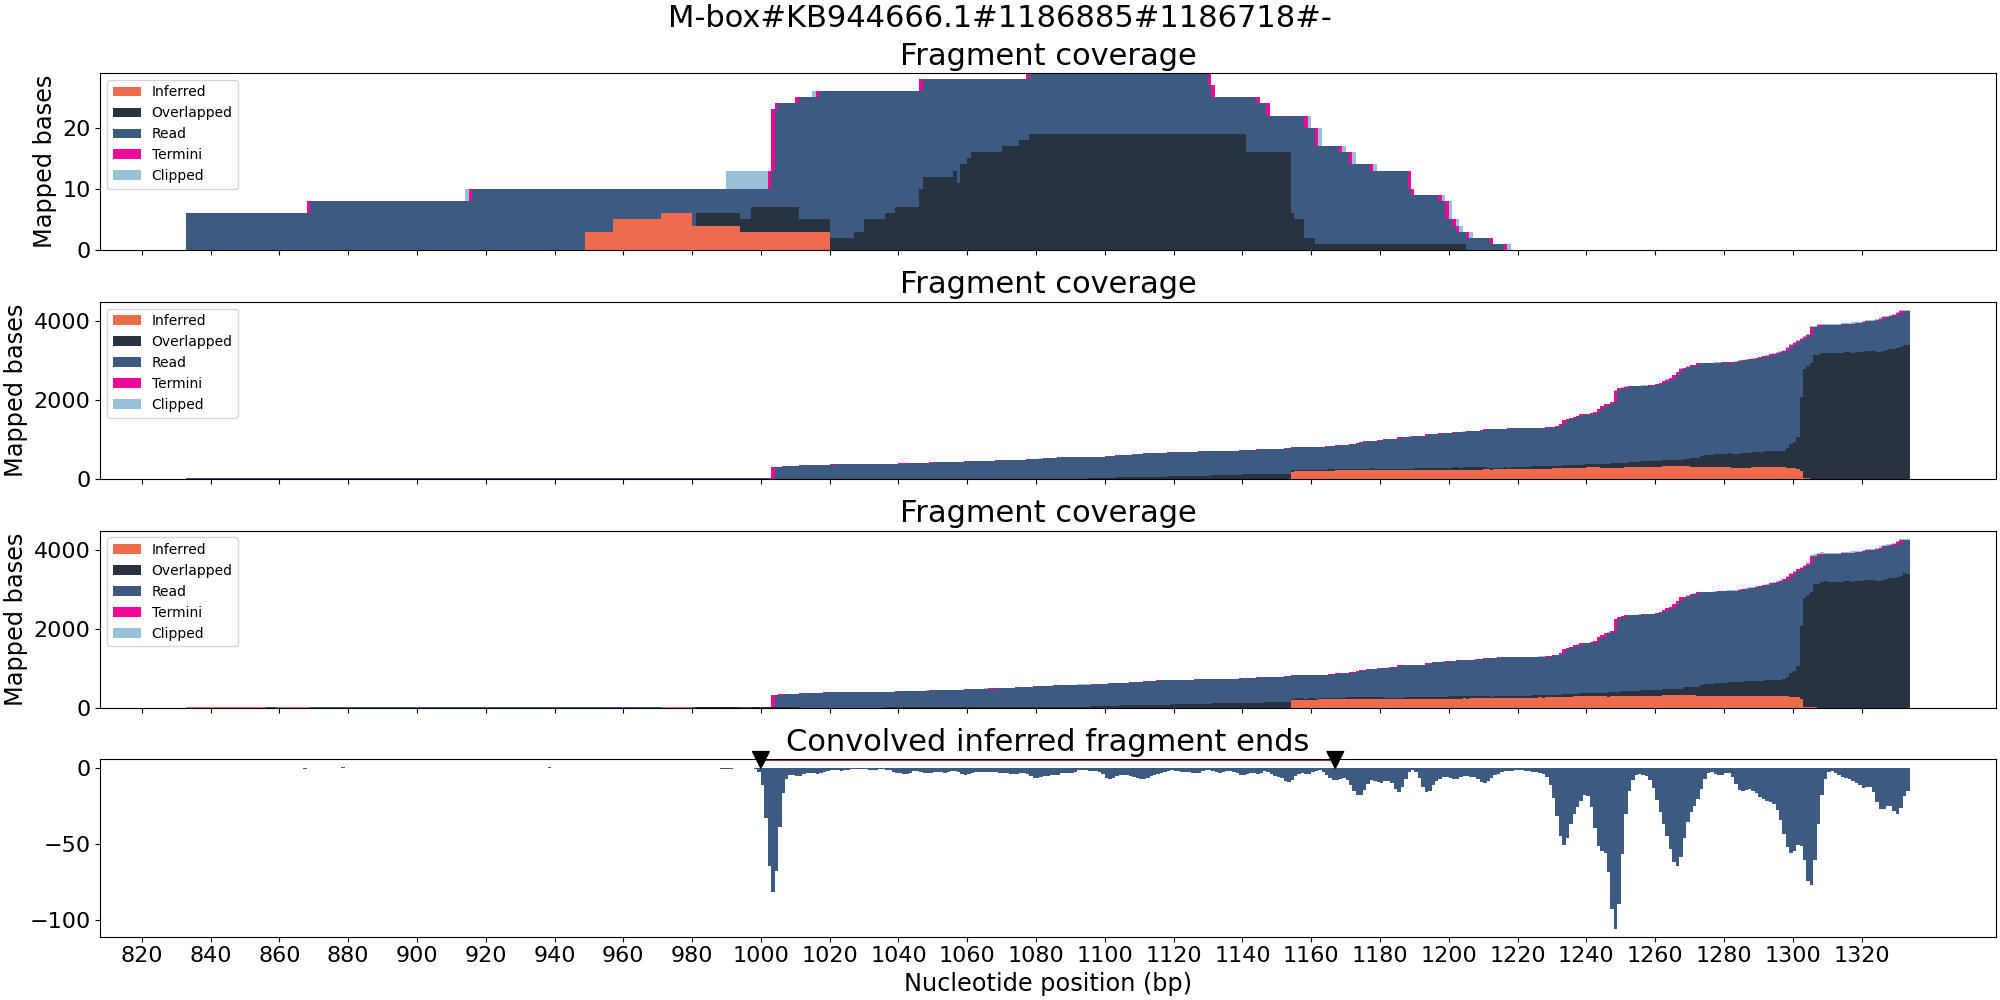 M-box#KB944666.1#1186885#1186718#-
Fragment coverage
Mapped bases
20
10
0
Inferred
Overlapped
Read
Termini
Clipped
Fragment coverage
Mapped bases
4000
2000
0
Inferred
Overlapped
Read
Termini
Clipped
Fragment coverage
Mapped bases
4000
2000
0
Inferred
Overlapped
Read
Termini
Clipped
Convolved inferred fragment ends
0
−50
−100
820 840 860 880 900 920 940 960 980 1000 1020 1040 1060 1080 1100 1120 1140 1160 1180 1200 1220 1240 1260 1280 1300 1320
Nucleotide position (bp)